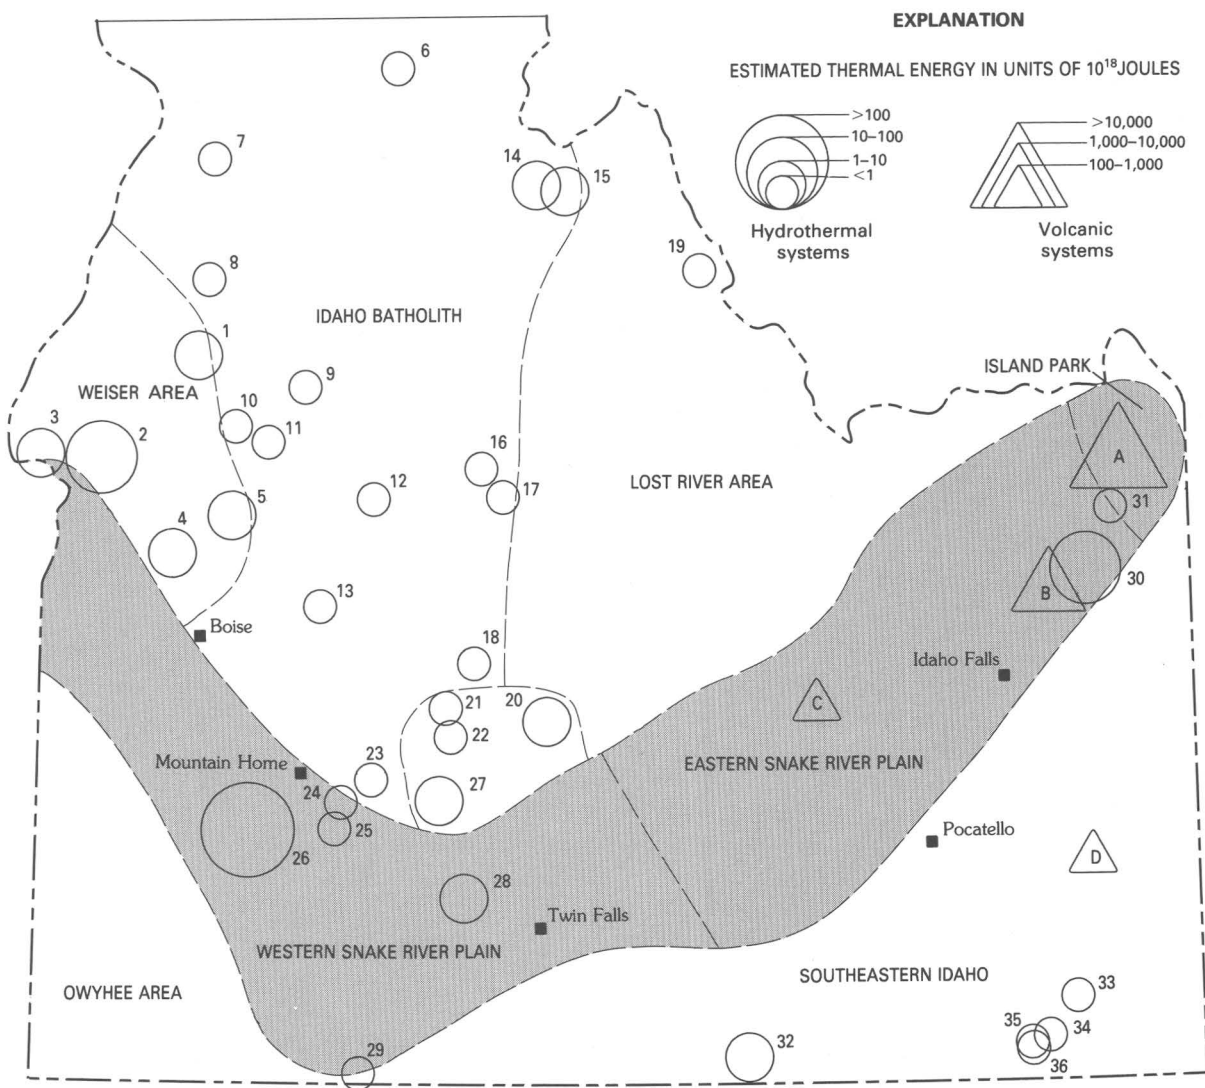 EXPLANATION
ESTIMATED THERMAL ENERGY IN UNITS OF 10¹⁸JOULES
>100
10–100
1–10
<1
Hydrothermal
systems
>10,000
1,000–10,000
100–1,000
Volcanic
systems
6
7
14
15
19
8
IDAHO BATHOLITH
1
ISLAND PARK
WEISER AREA
9
10
11
3
2
A
16
LOST RIVER AREA
12
17
31
5
4
30
B
13
Boise
18
Idaho Falls
C
21
20
22
Mountain Home
23
EASTERN SNAKE RIVER PLAIN
24
27
25
26
Pocatello
D
28
Twin Falls
WESTERN SNAKE RIVER PLAIN
SOUTHEASTERN IDAHO
OWYHEE AREA
33
35
34
32
36
29